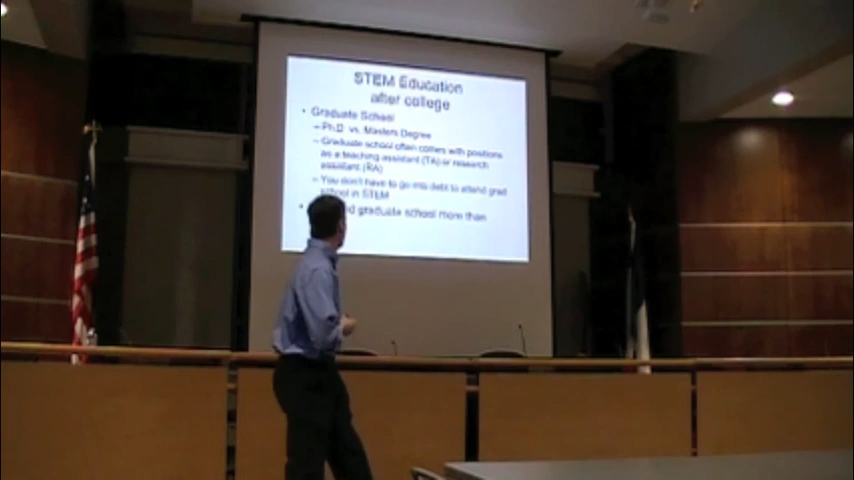 STEM Education
after college
• Graduate School
– Ph.D. vs. Masters Degree
– Graduate school often comes with positions
as a teaching assistant (TA) or research
assistant (RA)
– You don't have to go into debt to attend grad
school in STEM
• graduate school more than